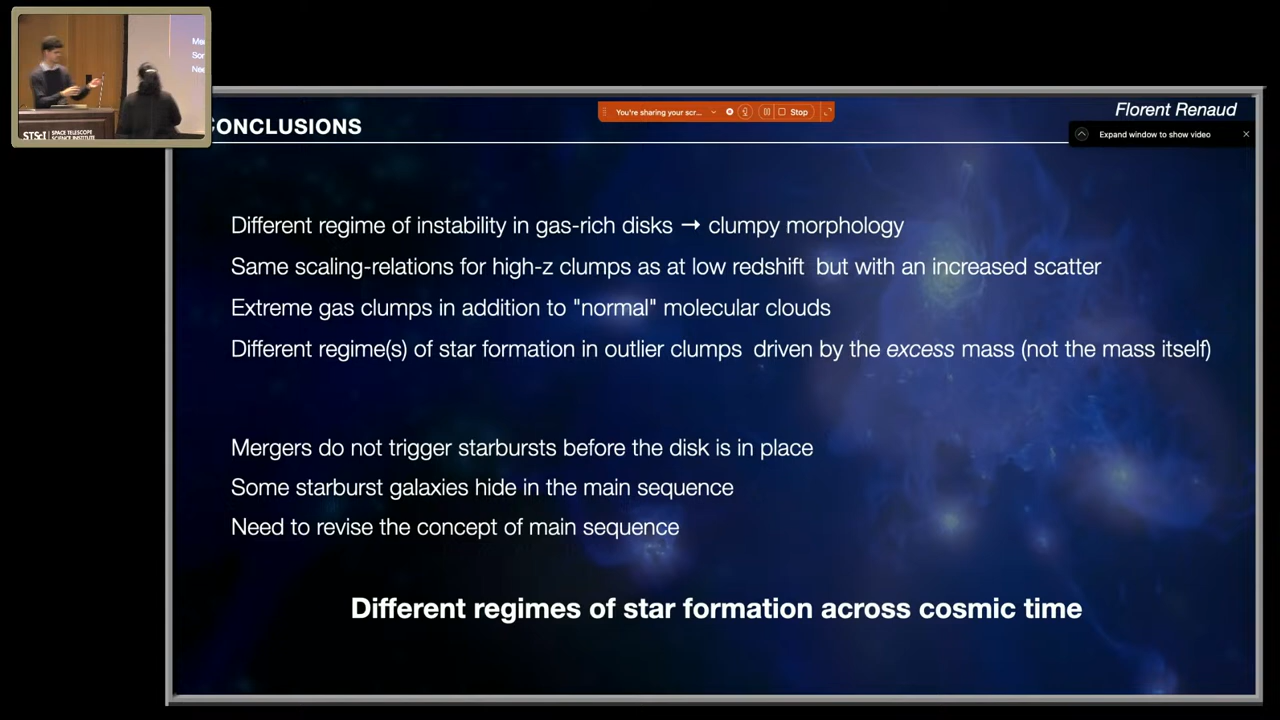 Mer
Sor
Nee
STScI | SPACE TELESCOPE
SCIENCE INSTITUTE
CONCLUSIONS
You're sharing your scr...
Stop
Florent Renaud
Expand window to show video
Different regime of instability in gas-rich disks → clumpy morphology
Same scaling-relations for high-z clumps as at low redshift but with an increased scatter
Extreme gas clumps in addition to "normal" molecular clouds
Different regime(s) of star formation in outlier clumps driven by the excess mass (not the mass itself)
Mergers do not trigger starbursts before the disk is in place
Some starburst galaxies hide in the main sequence
Need to revise the concept of main sequence
Different regimes of star formation across cosmic time